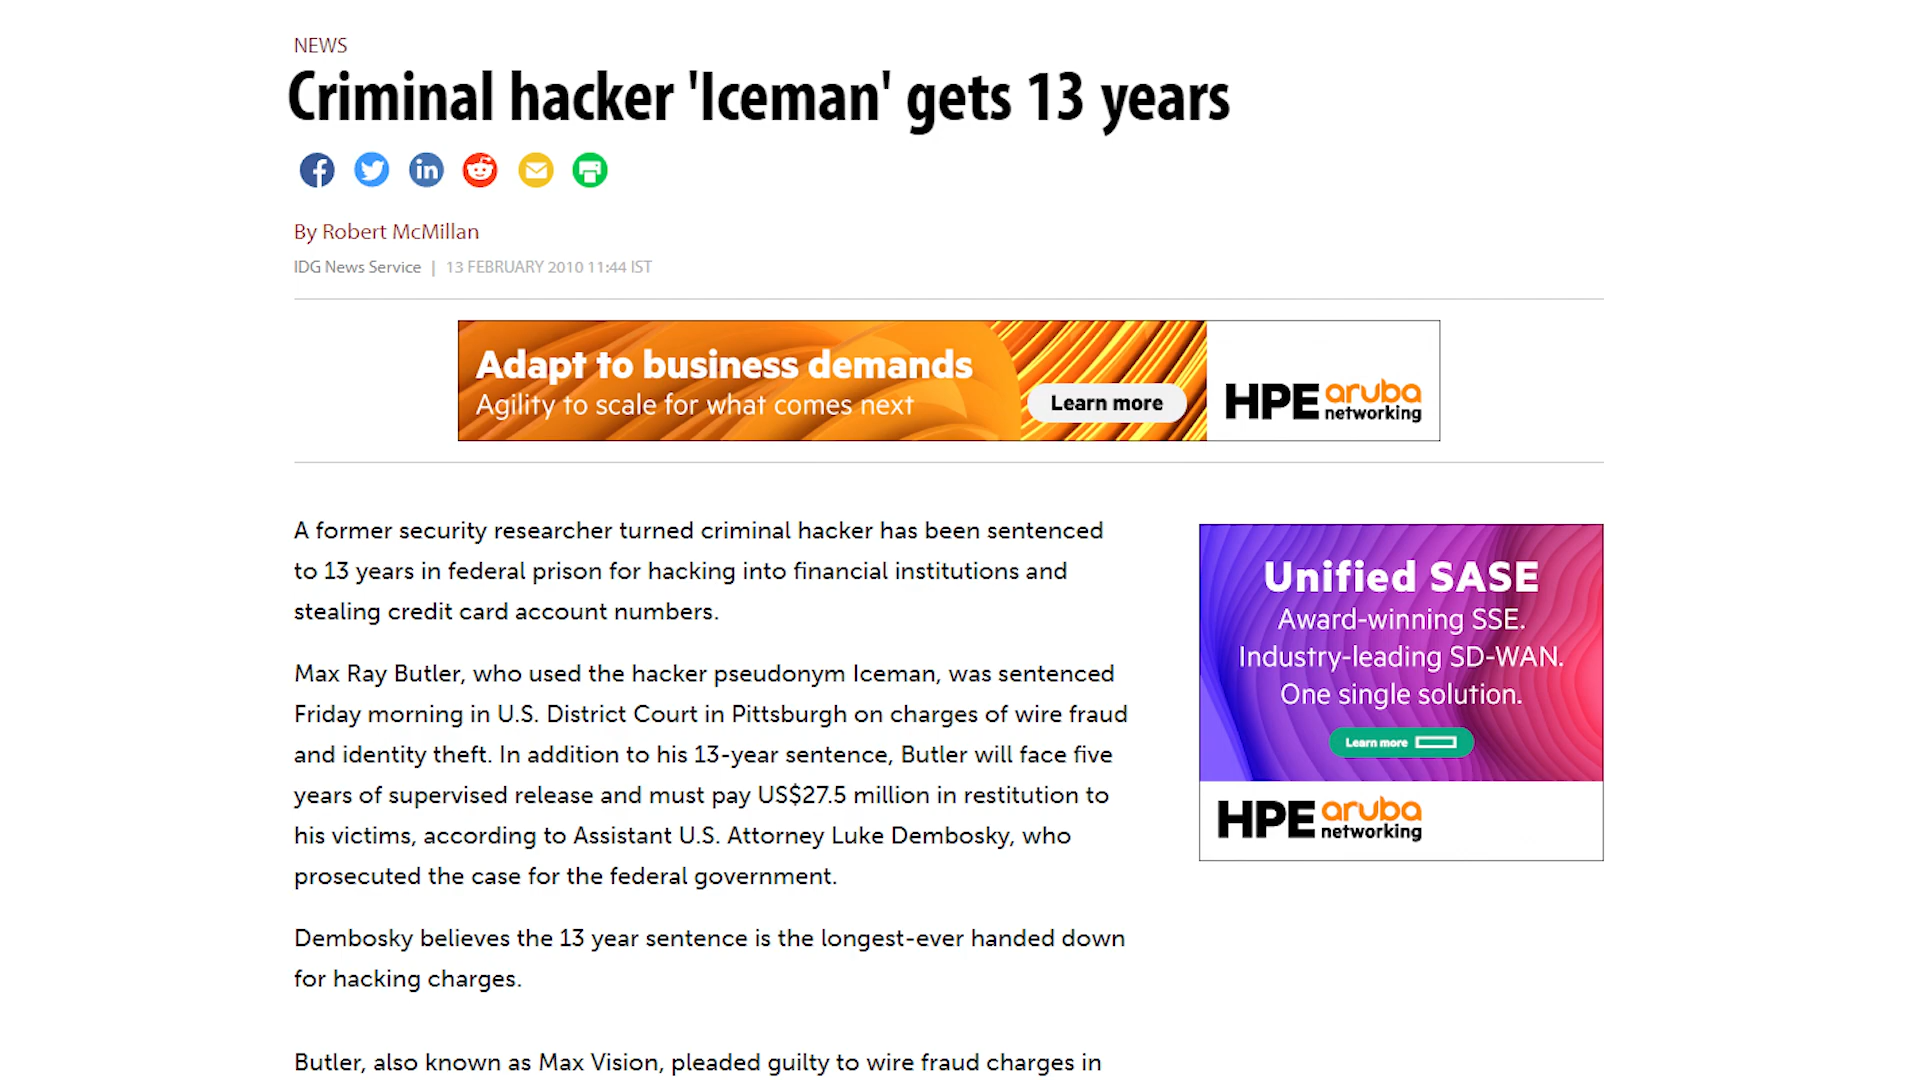 NEWS
Criminal hacker 'Iceman' gets 13 years
By Robert McMillan
IDG News Service | 13 FEBRUARY 2010 11:44 IST
Adapt to business demands
Agility to scale for what comes next
Learn more
HPE aruba
networking
A former security researcher turned criminal hacker has been sentenced
to 13 years in federal prison for hacking into financial institutions and
stealing credit card account numbers.
Max Ray Butler, who used the hacker pseudonym Iceman, was sentenced
Friday morning in U.S. District Court in Pittsburgh on charges of wire fraud
and identity theft. In addition to his 13-year sentence, Butler will face five
years of supervised release and must pay US$27.5 million in restitution to
his victims, according to Assistant U.S. Attorney Luke Dembosky, who
prosecuted the case for the federal government.
Dembosky believes the 13 year sentence is the longest-ever handed down
for hacking charges.
Butler, also known as Max Vision, pleaded guilty to wire fraud charges in
Unified SASE
Award-winning SSE.
Industry-leading SD-WAN.
One single solution.
Learn more
HPE aruba
networking